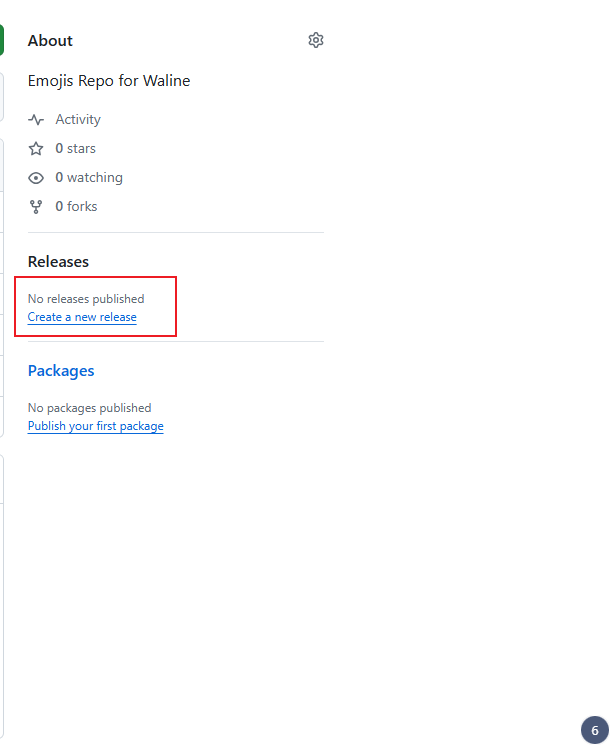 About
Emojis Repo for Waline
Activity
0 stars
0 watching
0 forks
Releases
No releases published
Create a new release
Packages
No packages published
Publish your first package
6